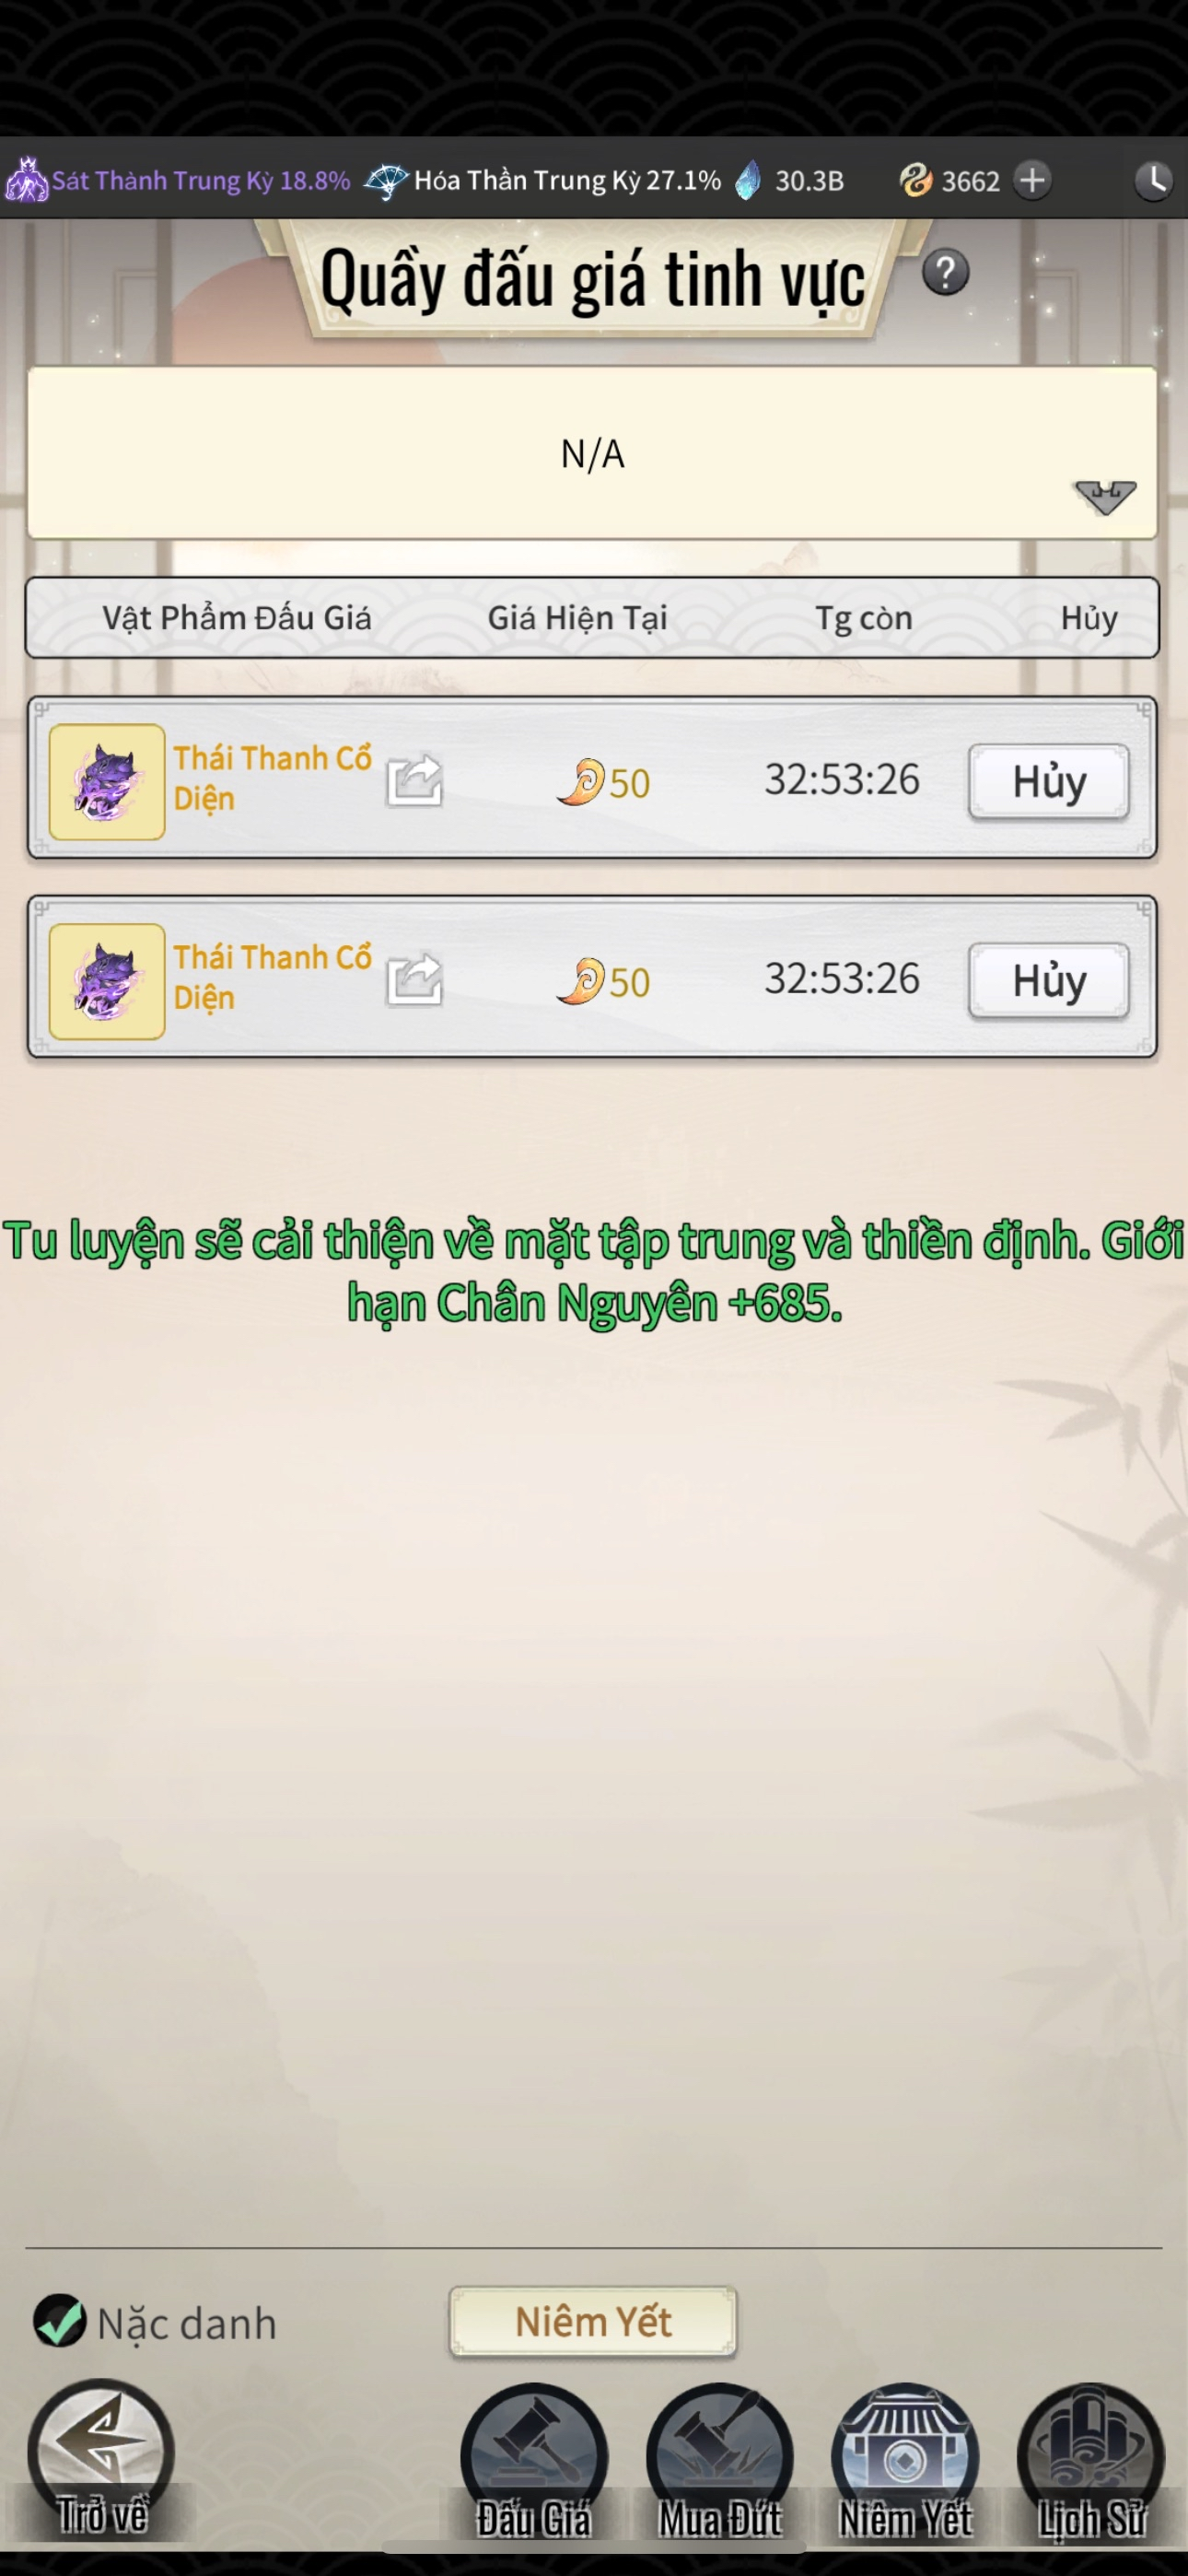 Sát Thành Trung Kỳ 18.8% Hóa Thần Trung Kỳ 27.1% 30.3B 3662
Quầy đấu giá tinh vực ?
N/A
Vật Phẩm Đấu Giá Giá Hiện Tại Tg còn Hủy
Thái Thanh Cổ
Diện
50 32:53:26 Hủy
Thái Thanh Cổ
Diện
50 32:53:26 Hủy
Tu luyện sẽ cải thiện về mặt tập trung và thiền định. Giới
hạn Chân Nguyên +685.
Nặc danh
Niêm Yết
Trở về Đấu Giá Mua Đứt Niêm Yết Lịch Sử